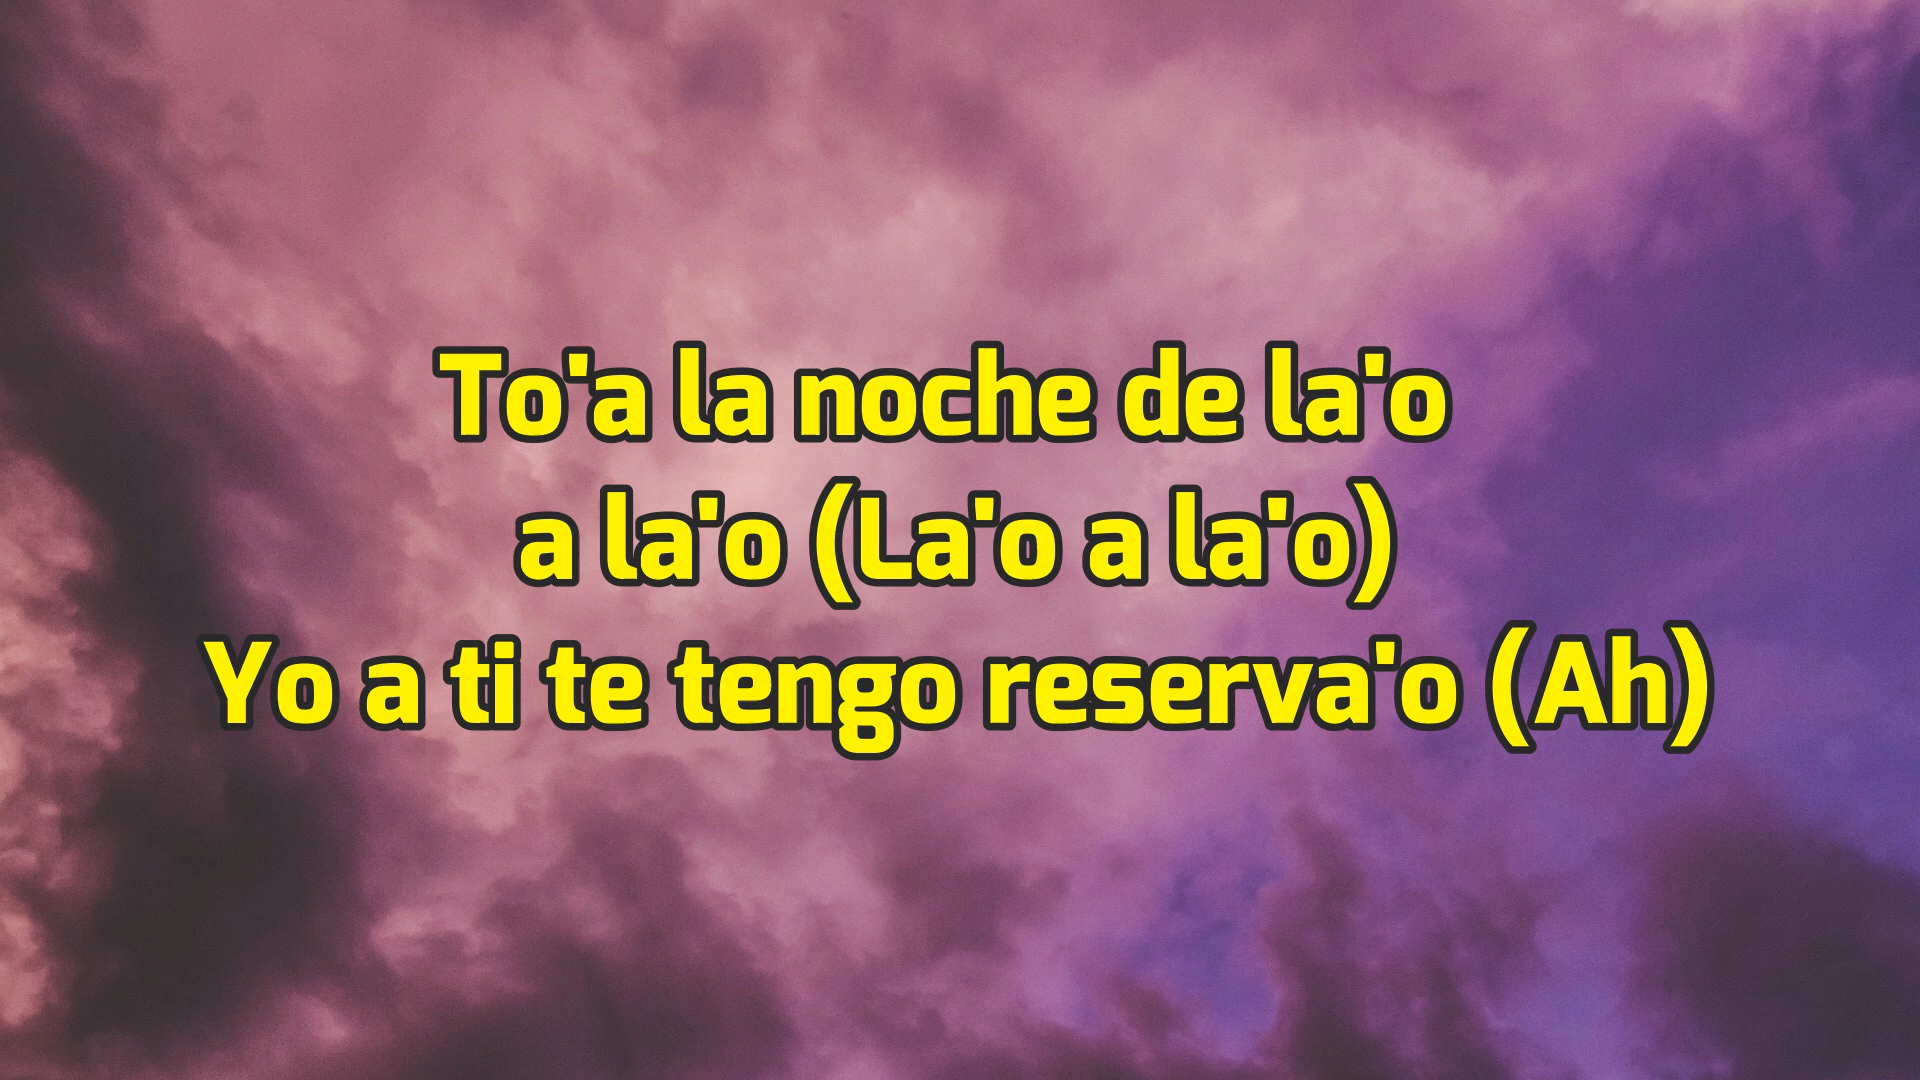 To'a la noche de la'o
a la'o (La'o a la'o)
Yo a ti te tengo reserva'o (Ah)